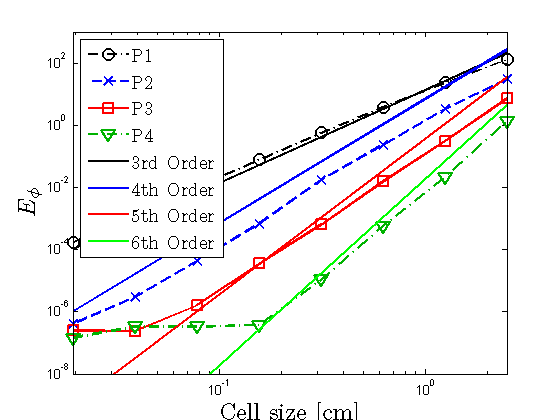 10^2
P1
P2
P3
P4
3rd Order
4th Order
5th Order
6th Order
10^0
10^-2
10^-4
10^-6
10^-8
E_ϕ
10^-1
10^0
Cell size [cm]